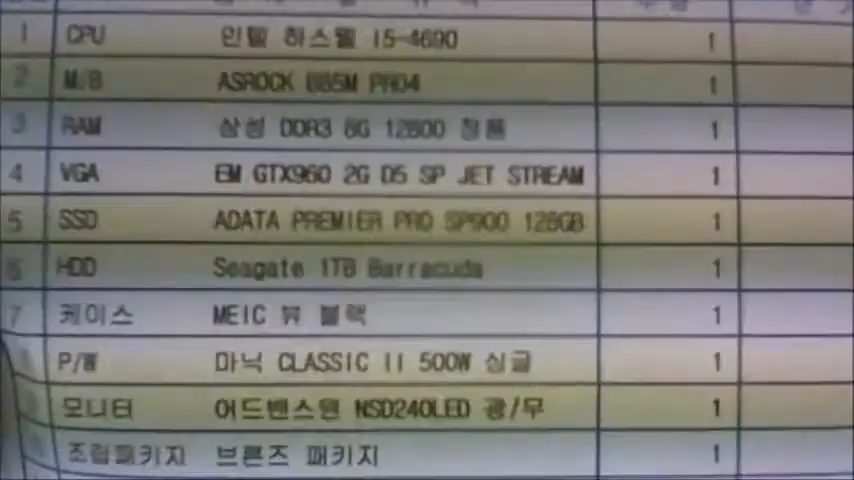 1 CPU 인텔 하스웰 I5-4690 1
2 M/B ASROCK B85M PRO4 1
3 RAM 삼성 DDR3 8G 12800 정품 1
4 VGA EM GTX960 2G D5 SP JET STREAM 1
5 SSD ADATA PREMIER PRO SP900 128GB 1
6 HDD Seagate 1TB Barracuda 1
7 케이스 MEIC 뷰 블랙 1
P/W 마닉 CLASSIC II 500W 싱글 1
모니터 어드밴스원 NSD240LED 광/무 1
조립패키지 브론즈 패키지 1